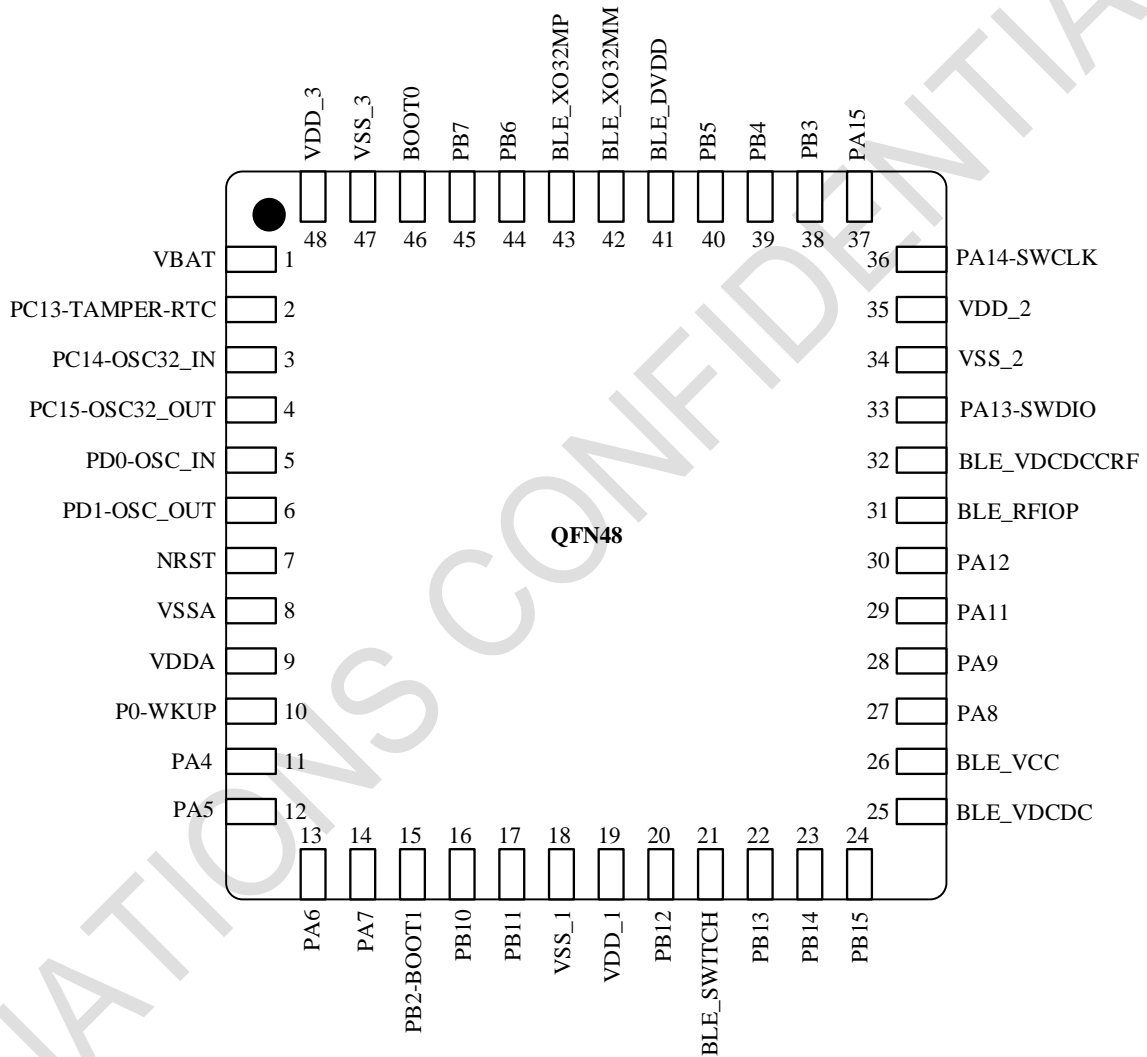 VDD_3
VSS_3
BOOT0
PB7
PB6
BLE_XO32MP
BLE_XO32MM
BLE_DVDD
PB5
PB4
PB3
PA15
48
47
46
45
44
43
42
41
40
39
38
37
VBAT 1
PC13-TAMPER-RTC 2
PC14-OSC32_IN 3
PC15-OSC32_OUT 4
PD0-OSC_IN 5
PD1-OSC_OUT 6
NRST 7
VSSA 8
VDDA 9
P0-WKUP 10
PA4 11
PA5 12
QFN48
36 PA14-SWCLK
35 VDD_2
34 VSS_2
33 PA13-SWDIO
32 BLE_VDCDCCRF
31 BLE_RFIOP
30 PA12
29 PA11
28 PA9
27 PA8
26 BLE_VCC
25 BLE_VDCDC
13
14
15
16
17
18
19
20
21
22
23
24
PA6
PA7
PB2-BOOT1
PB10
PB11
VSS_1
VDD_1
PB12
BLE_SWITCH
PB13
PB14
PB15
CONFIDENTIA